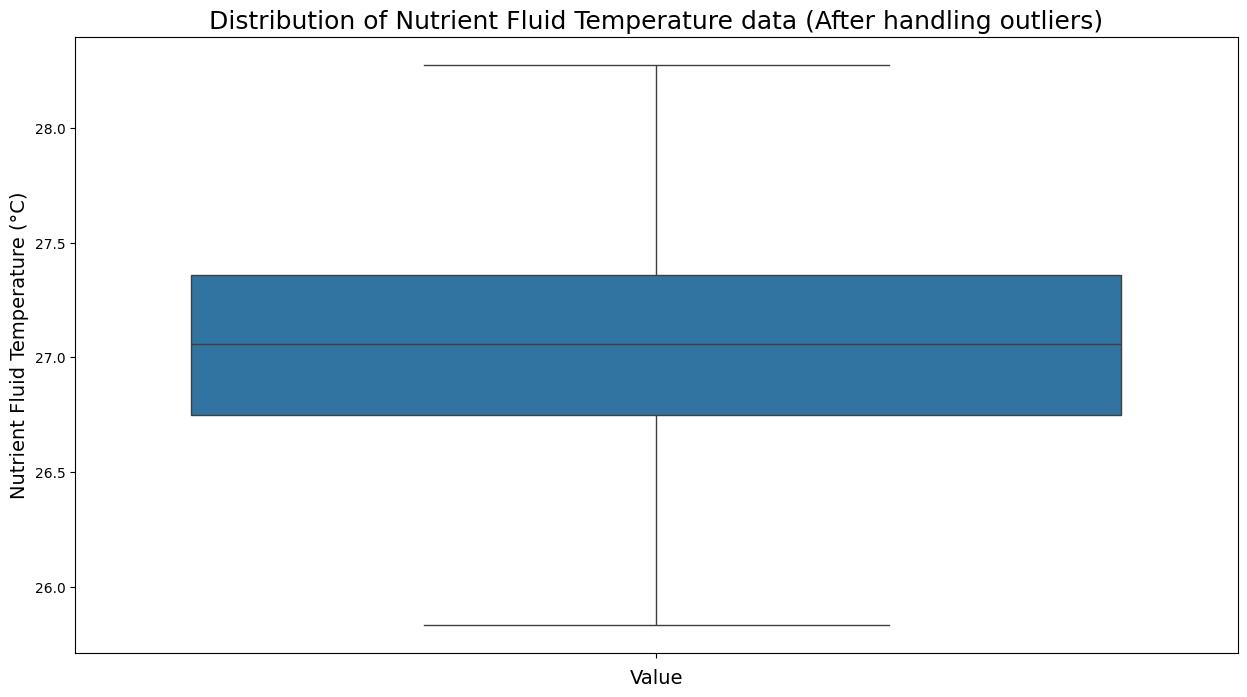 Distribution of Nutrient Fluid Temperature data (After handling outliers)
Nutrient Fluid Temperature (°C)
28.0
27.5
27.0
26.5
26.0
Value